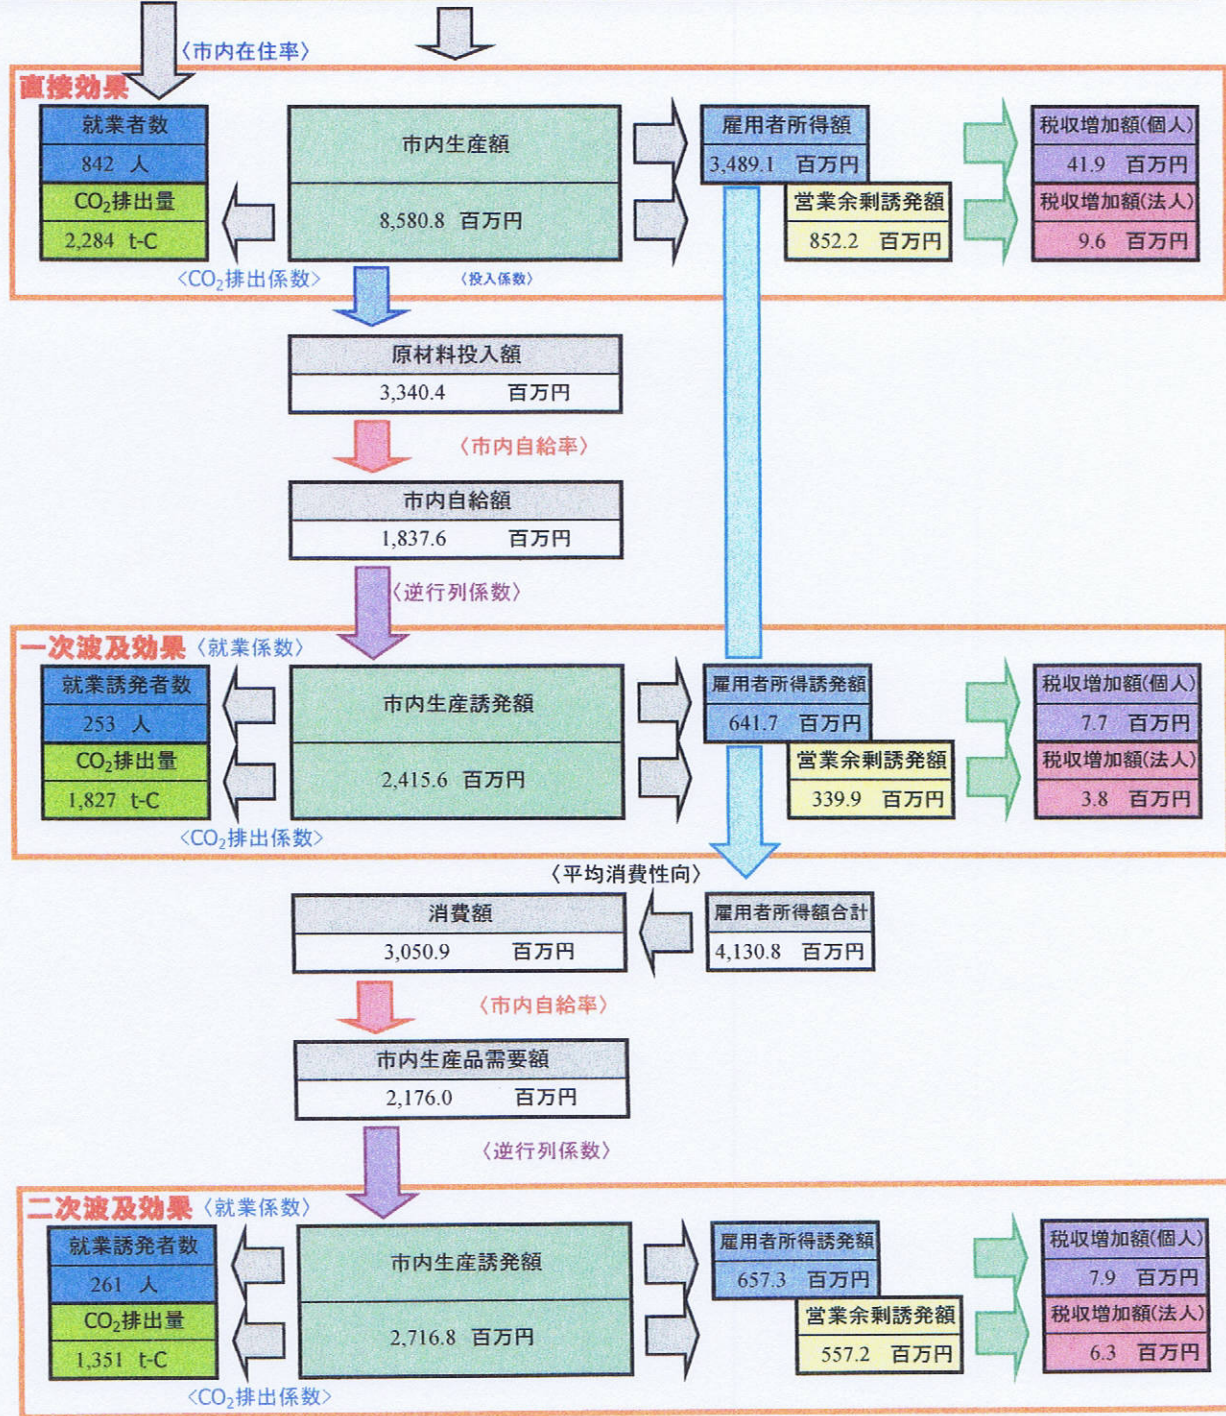 〈市内在住率〉
直接効果
就業者数
842 人
CO₂排出量
2,284 t-C
市内生産額
8,580.8 百万円
雇用者所得額
3,489.1 百万円
営業余剰誘発額
852.2 百万円
税収増加額(個人)
41.9 百万円
税収増加額(法人)
9.6 百万円
〈CO₂排出係数〉
〈投入係数〉
原材料投入額
3,340.4 百万円
〈市内自給率〉
市内自給額
1,837.6 百万円
〈逆行列係数〉
一次波及効果〈就業係数〉
就業誘発者数
253 人
CO₂排出量
1,827 t-C
市内生産誘発額
2,415.6 百万円
雇用者所得誘発額
641.7 百万円
営業余剰誘発額
339.9 百万円
税収増加額(個人)
7.7 百万円
税収増加額(法人)
3.8 百万円
〈CO₂排出係数〉
〈平均消費性向〉
消費額
3,050.9 百万円
雇用者所得額合計
4,130.8 百万円
〈市内自給率〉
市内生産品需要額
2,176.0 百万円
〈逆行列係数〉
二次波及効果〈就業係数〉
就業誘発者数
261 人
CO₂排出量
1,351 t-C
市内生産誘発額
2,716.8 百万円
雇用者所得誘発額
657.3 百万円
営業余剰誘発額
557.2 百万円
税収増加額(個人)
7.9 百万円
税収増加額(法人)
6.3 百万円
〈CO₂排出係数〉